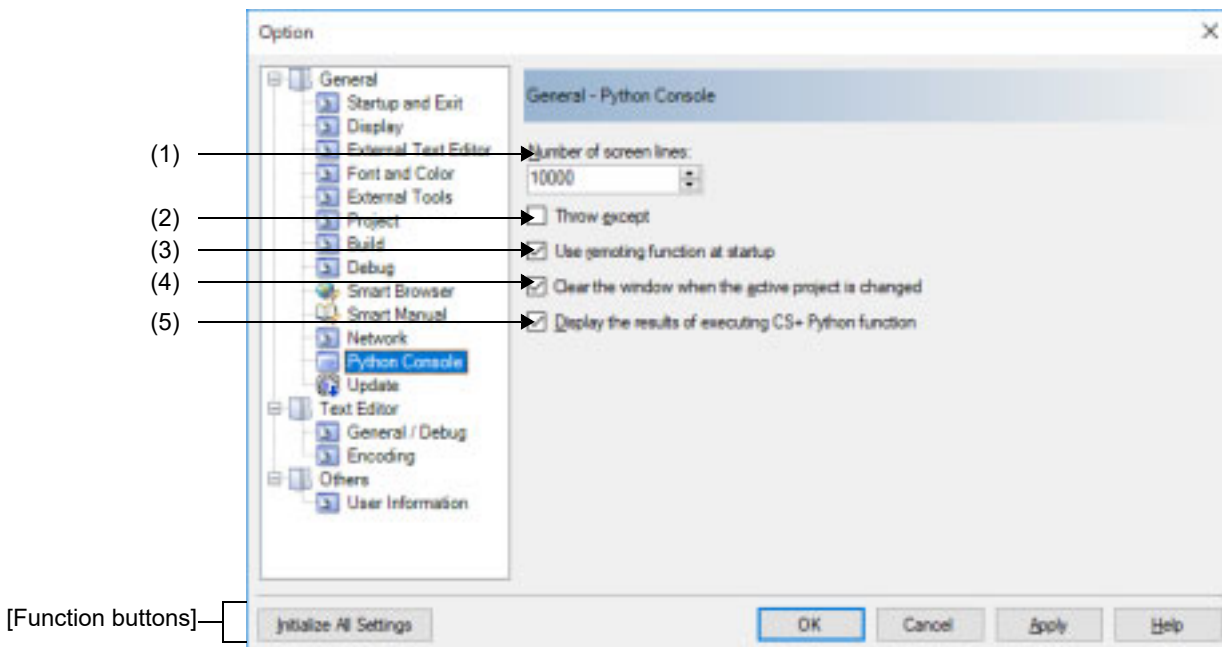 Option
General
Startup and Exit
Display
External Text Editor
Font and Color
External Tools
Project
Build
Debug
Smart Browser
Smart Manual
Network
Python Console
Update
Text Editor
General / Debug
Encoding
Others
User Information
General - Python Console
(1)
Number of screen lines:
10000
(2)
Throw except
(3)
Use remoting function at startup
(4)
Clear the window when the active project is changed
(5)
Display the results of executing CS+ Python function
[Function buttons]
Initialize All Settings
OK
Cancel
Apply
Help